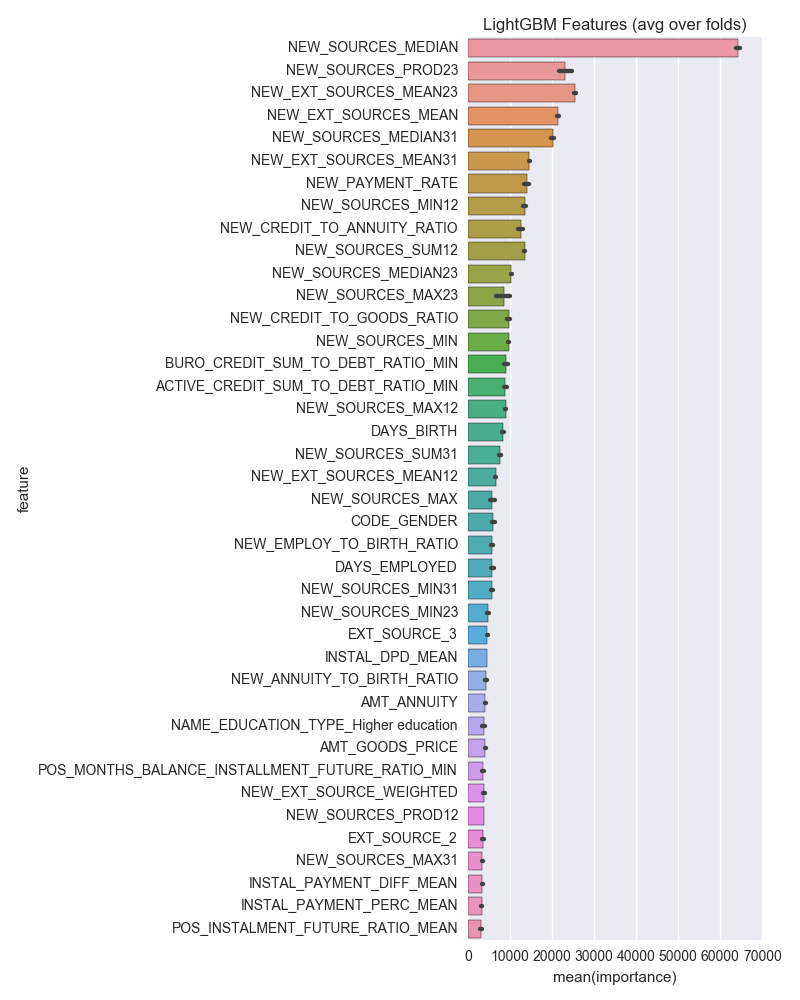 LightGBM Features (avg over folds)
NEW_SOURCES_MEDIAN
NEW_SOURCES_PROD23
NEW_EXT_SOURCES_MEAN23
NEW_EXT_SOURCES_MEAN
NEW_SOURCES_MEDIAN31
NEW_EXT_SOURCES_MEAN31
NEW_PAYMENT_RATE
NEW_SOURCES_MIN12
NEW_CREDIT_TO_ANNUITY_RATIO
NEW_SOURCES_SUM12
NEW_SOURCES_MEDIAN23
NEW_SOURCES_MAX23
NEW_CREDIT_TO_GOODS_RATIO
NEW_SOURCES_MIN
BURO_CREDIT_SUM_TO_DEBT_RATIO_MIN
ACTIVE_CREDIT_SUM_TO_DEBT_RATIO_MIN
NEW_SOURCES_MAX12
DAYS_BIRTH
NEW_SOURCES_SUM31
NEW_EXT_SOURCES_MEAN12
NEW_SOURCES_MAX
CODE_GENDER
NEW_EMPLOY_TO_BIRTH_RATIO
DAYS_EMPLOYED
NEW_SOURCES_MIN31
NEW_SOURCES_MIN23
EXT_SOURCE_3
INSTAL_DPD_MEAN
NEW_ANNUITY_TO_BIRTH_RATIO
AMT_ANNUITY
NAME_EDUCATION_TYPE_Higher education
AMT_GOODS_PRICE
POS_MONTHS_BALANCE_INSTALLMENT_FUTURE_RATIO_MIN
NEW_EXT_SOURCE_WEIGHTED
NEW_SOURCES_PROD12
EXT_SOURCE_2
NEW_SOURCES_MAX31
INSTAL_PAYMENT_DIFF_MEAN
INSTAL_PAYMENT_PERC_MEAN
POS_INSTALMENT_FUTURE_RATIO_MEAN
feature
0 10000 20000 30000 40000 50000 60000 70000
mean(importance)